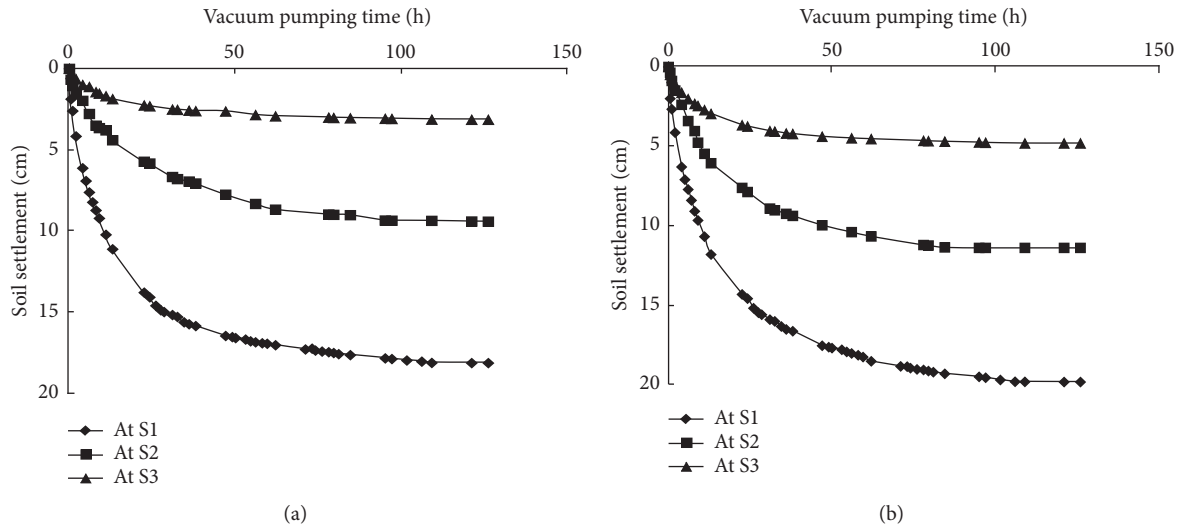 Vacuum pumping time (h)
0 50 100 150
0
5
10
15
20
Soil settlement (cm)
At S1
At S2
At S3
(a)
Vacuum pumping time (h)
0 50 100 150
0
5
10
15
20
Soil settlement (cm)
At S1
At S2
At S3
(b)